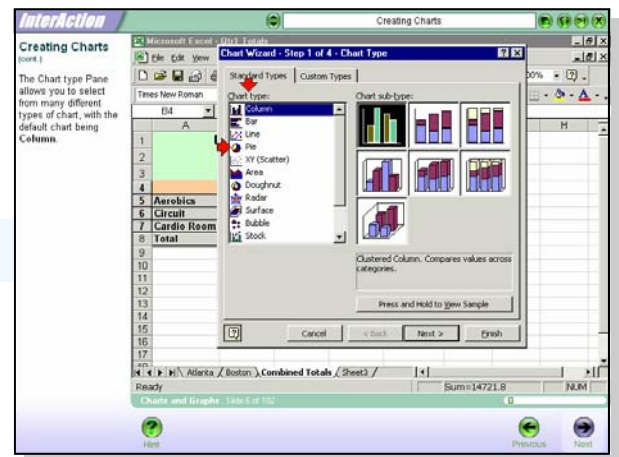 InterAction
Creating Charts
Creating Charts
(cont.)
The Chart type Pane
allows you to select
from many different
types of chart, with the
default chart being
Column.
Microsoft Excel - Qtr1 Totals
File Edit View
Chart Wizard - Step 1 of 4 - Chart Type
Standard Types
Custom Types
Times New Roman
B4
Chart type:
Column
Bar
Line
Pie
XY (Scatter)
Area
Doughnut
Radar
Surface
Bubble
Stock
Chart sub-type:
Clustered Column. Compares values across
categories.
Press and Hold to View Sample
Cancel
< Back
Next >
Finish
A
H
1
2
3
4
5 Aerobics
6 Circuit
7 Cardio Room
8 Total
9
10
11
12
13
14
15
16
17
Atlanta / Boston / Combined Totals / Sheet3 /
Ready
Sum=14721.8
NUM
Charts and Graphs : Slide 6 of 102
Hint
Previous
Next